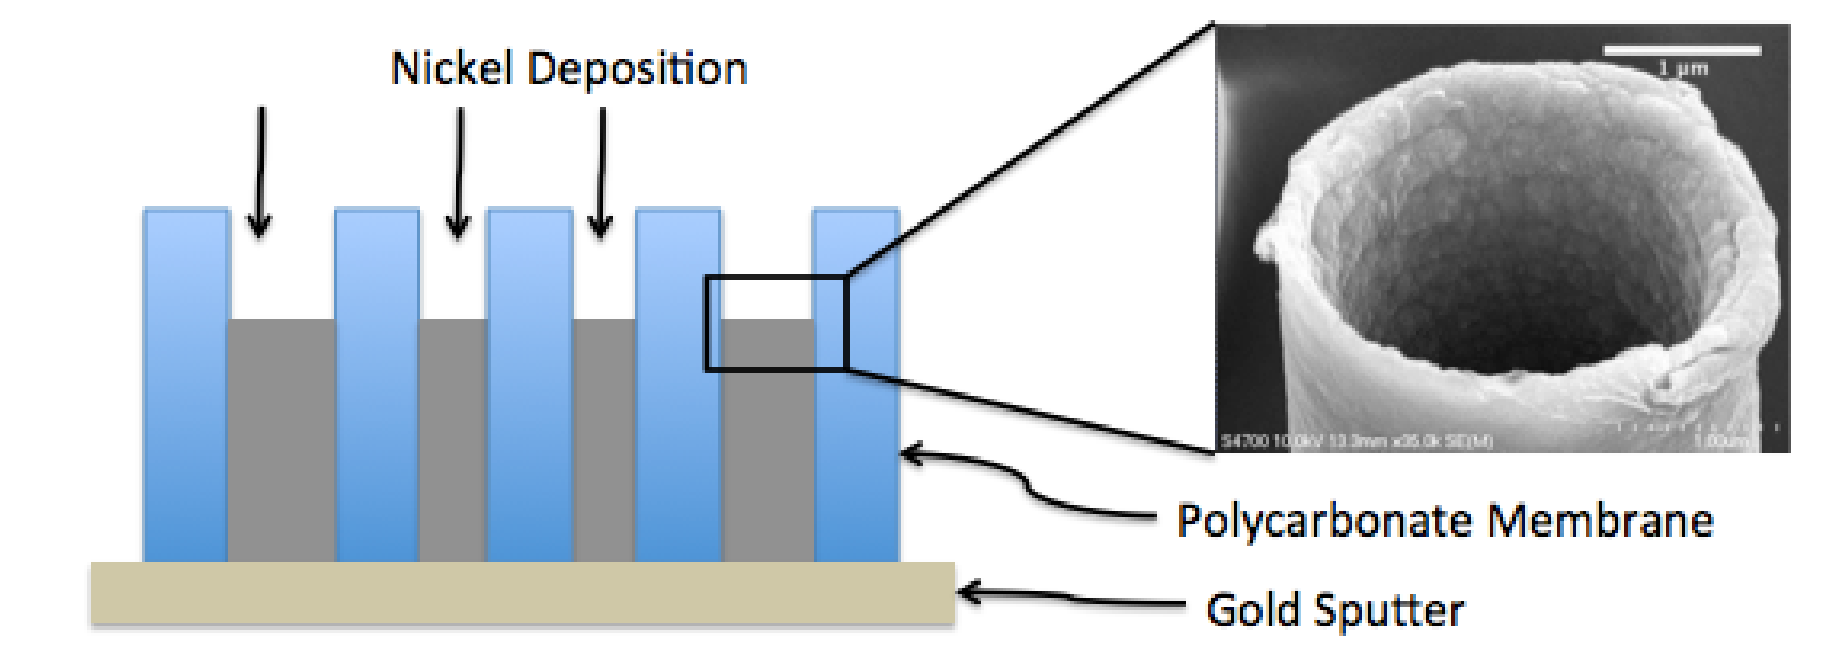 Nickel Deposition
1 µm
S4700 10.0kV 13.3mm x35.0k SE(M)
1.00um
Polycarbonate Membrane
Gold Sputter